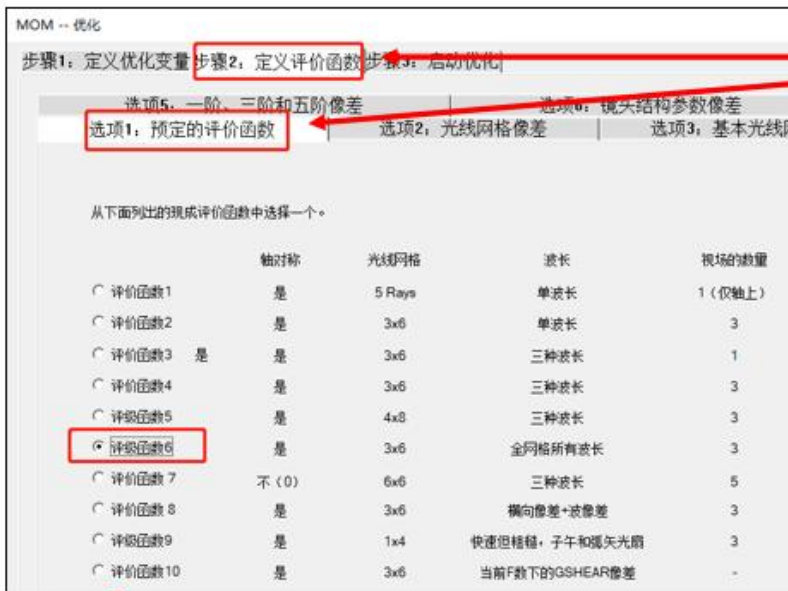 MOM -- 优化
步骤1：定义优化变量 步骤2：定义评价函数 步骤3：启动优化
选项5，一阶、三阶和五阶像差 选项6：镜头结构参数像差
选项1：预定的评价函数 选项2：光线网格像差 选项3：基本光线
从下面列出的现成评价函数中选择一个。
轴对称 光线网格 波长 视场的数量
评价函数1 是 5 Rays 单波长 1（仅轴上）
评价函数2 是 3x6 单波长 3
评价函数3 是 是 3x6 三种波长 1
评价函数4 是 3x6 三种波长 3
评级函数5 是 4x8 三种波长 3
评级函数6 是 3x6 全网格所有波长 3
评价函数 7 不（0） 6x6 三种波长 5
评价函数 8 是 3x6 横向像差+波像差 3
评级函数9 是 1x4 快速但粗糙，子午和弧矢光扇 3
评价函数10 是 3x6 当前F数下的GSHEAR像差 -